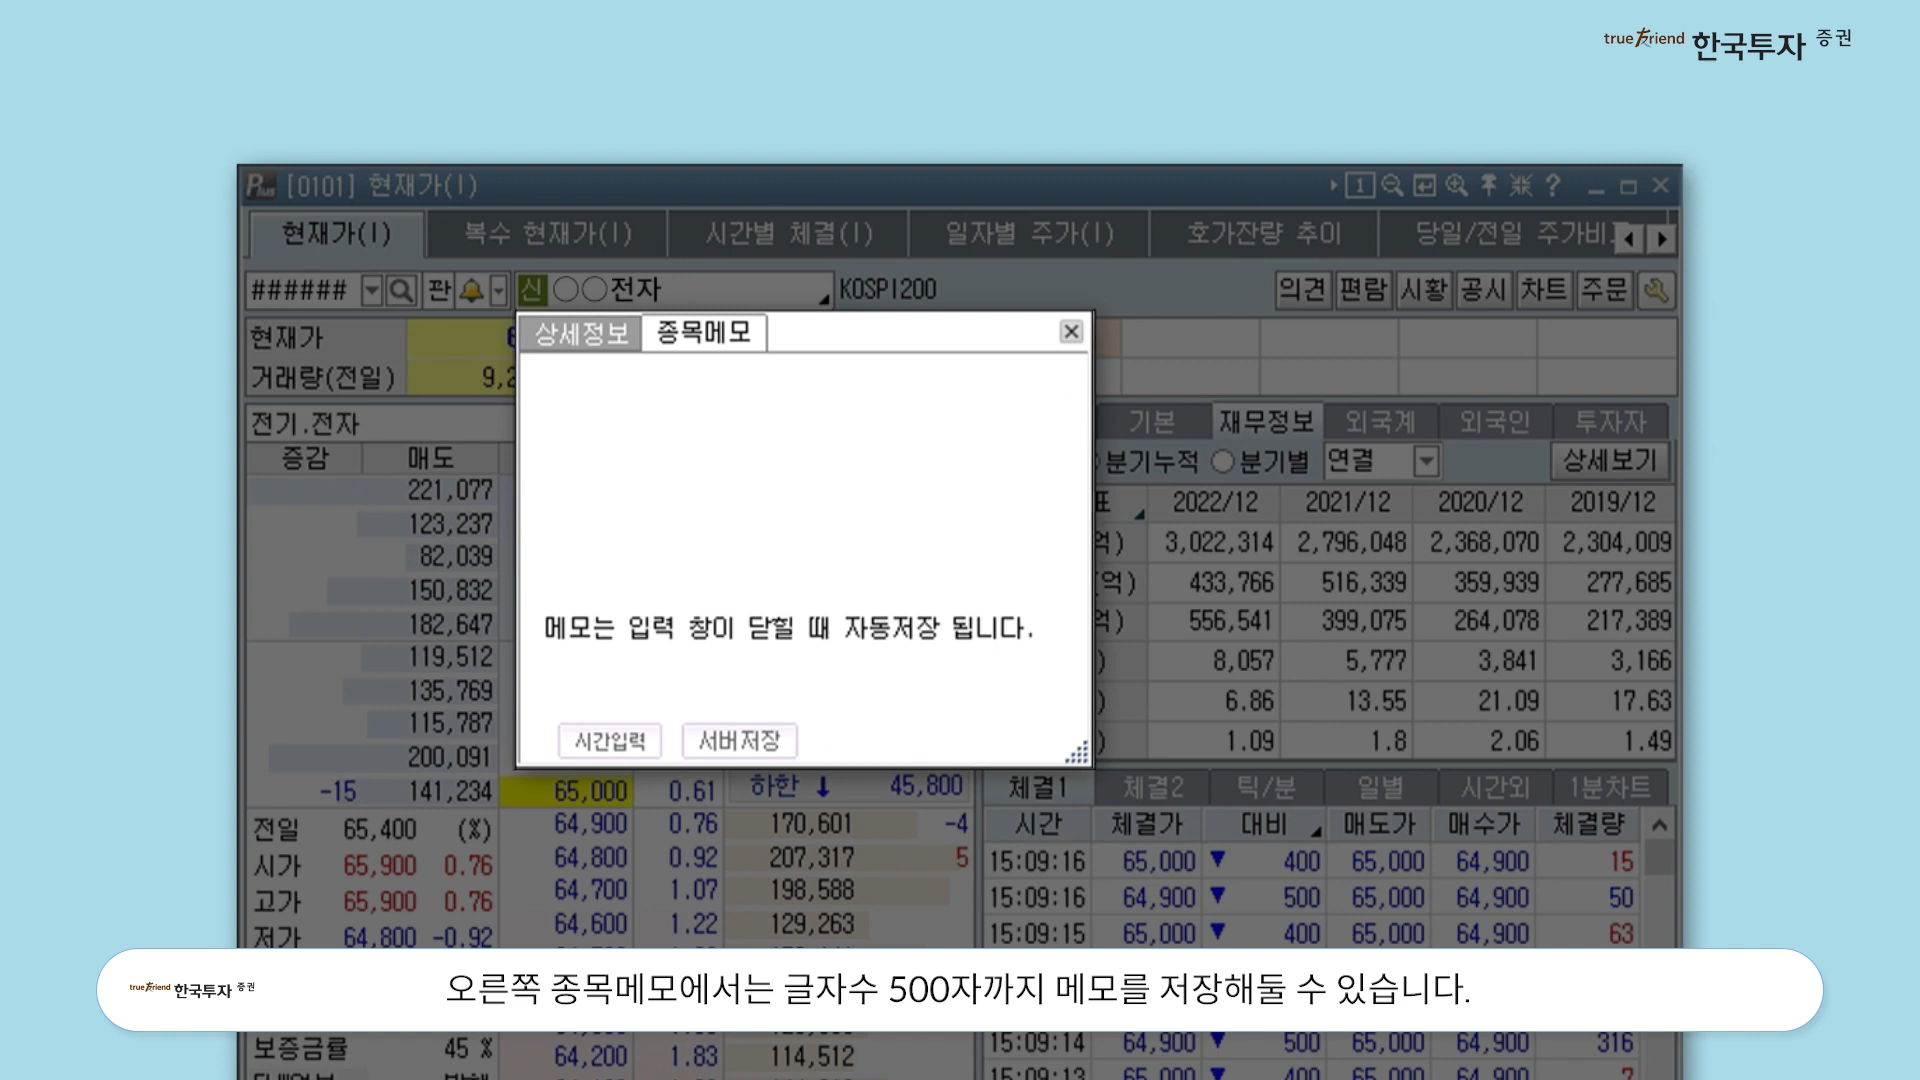 true friend 한국투자 증권
Plus [0101] 현재가(I)
1
현재가(I) 복수 현재가(I) 시간별 체결(I) 일자별 주가(I) 호가잔량 추이 당일/전일 주가비
###### 판 신 ○○전자 KOSPI200 의견 편람 시황 공시 차트 주문
현재가
거래량(전일) 9,2
상세정보 종목메모
메모는 입력 창이 닫힐 때 자동저장 됩니다.
시간입력 서버저장
전기.전자
증감 매도
221,077
123,237
82,039
150,832
182,647
119,512
135,769
115,787
200,091
-15 141,234 65,000 0.61 하한 ↓ 45,800
전일 65,400 (%) 64,900 0.76 170,601 -4
시가 65,900 0.76 64,800 0.92 207,317 5
고가 65,900 0.76 64,700 1.07 198,588
저가 64,800 -0.92 64,600 1.22 129,263
보증금률 45 % 64,200 1.83 114,512
기본 재무정보 외국계 외국인 투자자
분기누적 분기별 연결 상세보기
표 2022/12 2021/12 2020/12 2019/12
억) 3,022,314 2,796,048 2,368,070 2,304,009
(억) 433,766 516,339 359,939 277,685
억) 556,541 399,075 264,078 217,389
) 8,057 5,777 3,841 3,166
) 6.86 13.55 21.09 17.63
) 1.09 1.8 2.06 1.49
체결1 체결2 틱/분 일별 시간외 1분차트
시간 체결가 대비 매도가 매수가 체결량
15:09:16 65,000 ▼ 400 65,000 64,900 15
15:09:16 64,900 ▼ 500 65,000 64,900 50
15:09:15 65,000 ▼ 400 65,000 64,900 63
15:09:14 64,900 ▼ 500 65,000 64,900 316
15:09:13 65,000 ▼ 400 65,000 64,900
true friend 한국투자 증권
오른쪽 종목메모에서는 글자수 500자까지 메모를 저장해둘 수 있습니다.